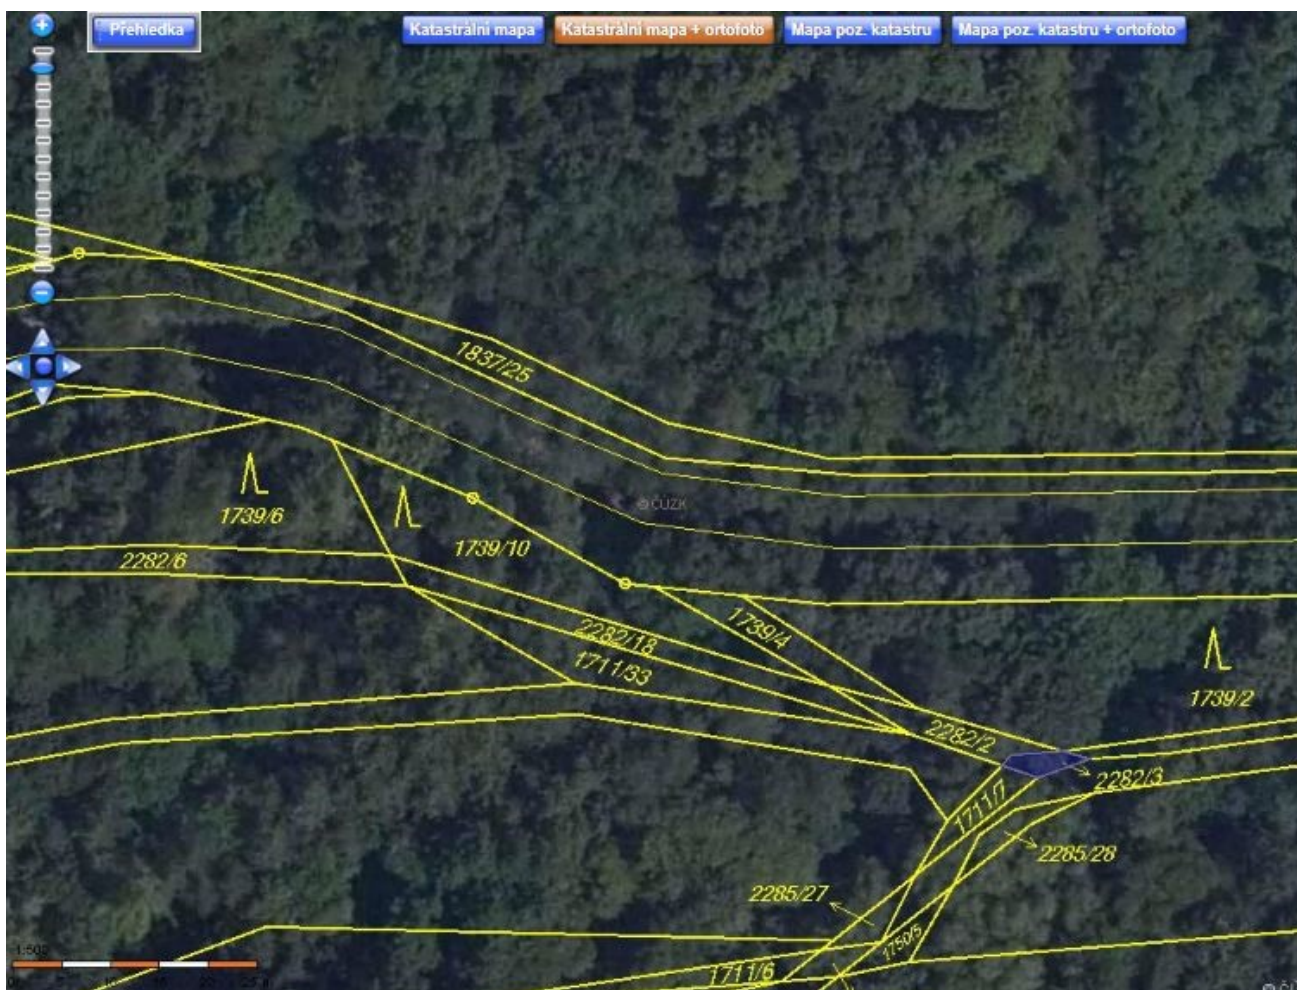 Přehledka
Katastrální mapa
Katastrální mapa + ortofoto
Mapa poz. katastru
Mapa poz. katastru + ortofoto
1837/25
© ČÚZK
1739/6
1739/10
2282/6
2282/18
1739/4
1711/33
1739/2
2282/2
2282/3
1711/7
2285/28
2285/27
1750/5
1:500
1711/6